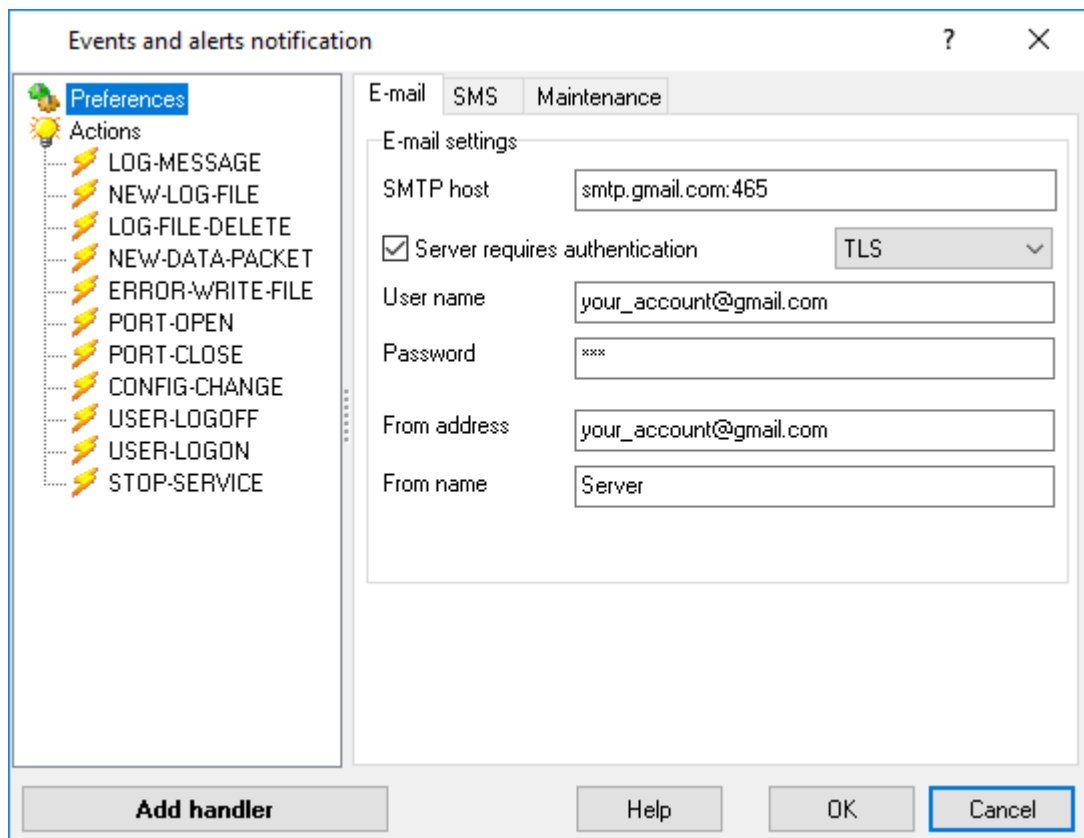 Events and alerts notification
?
Preferences
Actions
LOG-MESSAGE
NEW-LOG-FILE
LOG-FILE-DELETE
NEW-DATA-PACKET
ERROR-WRITE-FILE
PORT-OPEN
PORT-CLOSE
CONFIG-CHANGE
USER-LOGOFF
USER-LOGON
STOP-SERVICE
E-mail SMS Maintenance
E-mail settings
SMTP host smtp.gmail.com:465
Server requires authentication TLS
User name your_account@gmail.com
Password ***
From address your_account@gmail.com
From name Server
Add handler Help OK Cancel